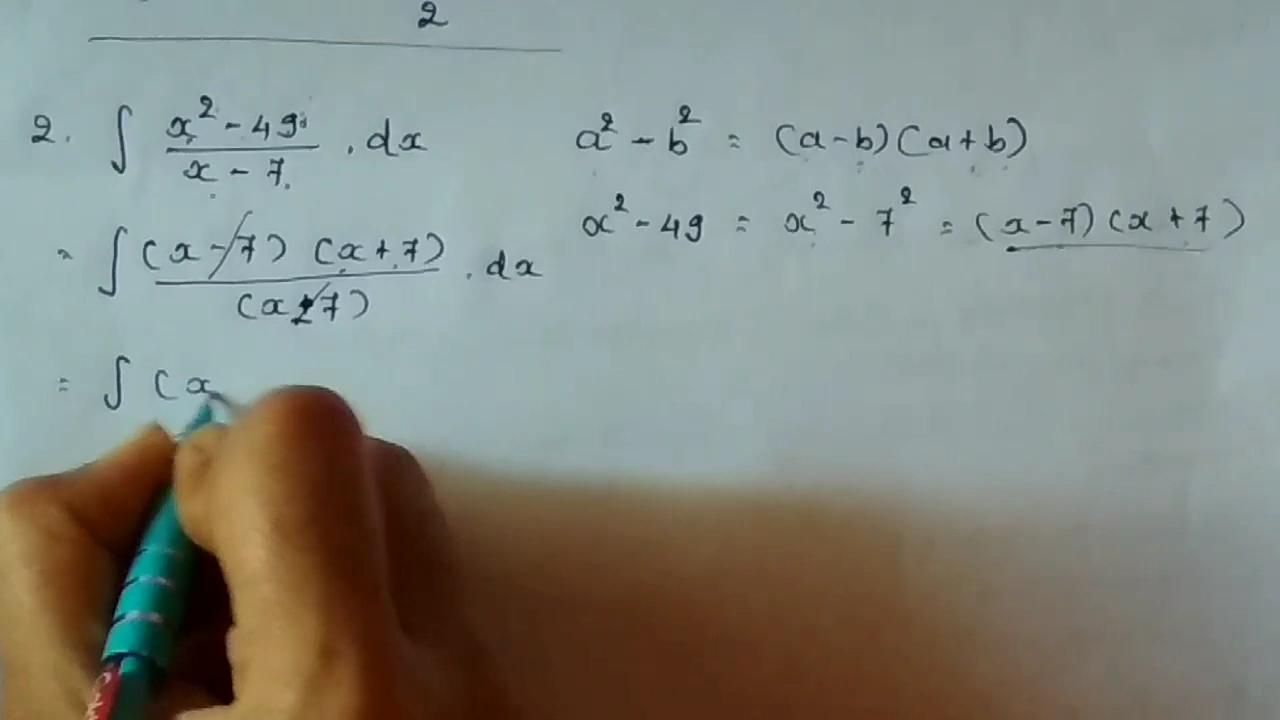 2
2. ∫ (x² - 49)/(x - 7) . dx
a² - b² = (a-b)(a+b)
x² - 49 = x² - 7² = (x-7)(x+7)
= ∫ (x-7)(x+7)/(x-7) . dx
= ∫ (x